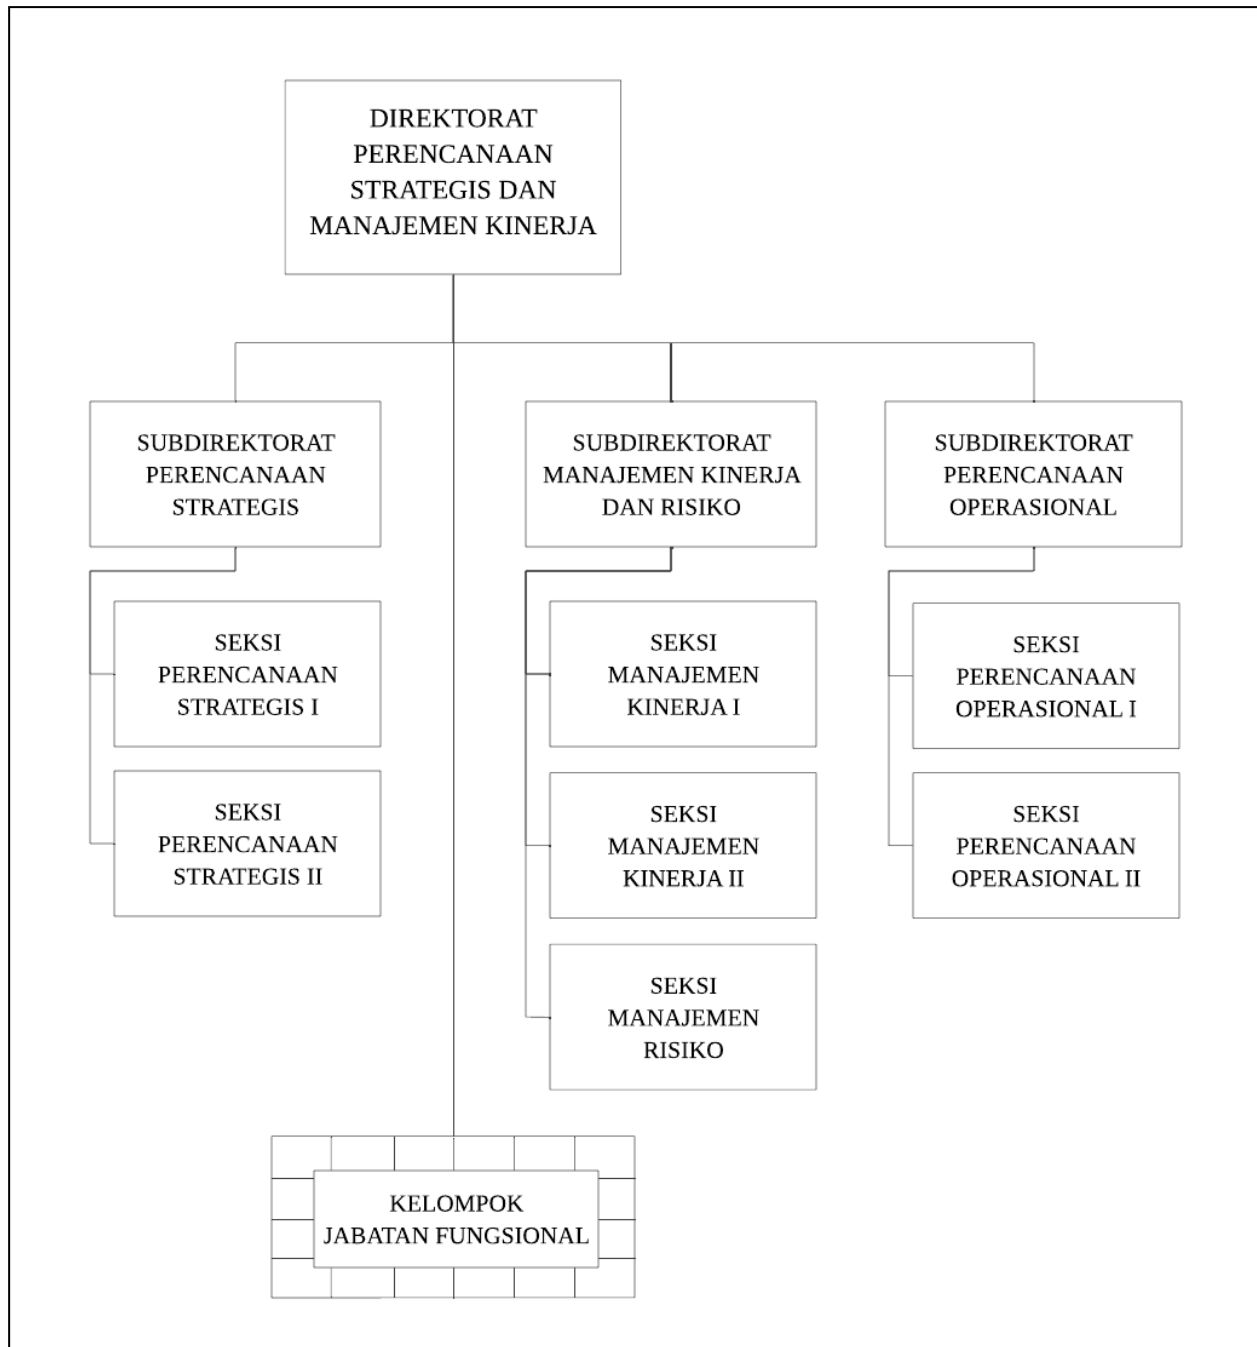 DIREKTORAT
PERENCANAAN
STRATEGIS DAN
MANAJEMEN KINERJA
SUBDIREKTORAT
PERENCANAAN
STRATEGIS
SUBDIREKTORAT
MANAJEMEN KINERJA
DAN RISIKO
SUBDIREKTORAT
PERENCANAAN
OPERASIONAL
SEKSI
PERENCANAAN
STRATEGIS I
SEKSI
MANAJEMEN
KINERJA I
SEKSI
PERENCANAAN
OPERASIONAL I
SEKSI
PERENCANAAN
STRATEGIS II
SEKSI
MANAJEMEN
KINERJA II
SEKSI
PERENCANAAN
OPERASIONAL II
SEKSI
MANAJEMEN
RISIKO
KELOMPOK
JABATAN FUNGSIONAL